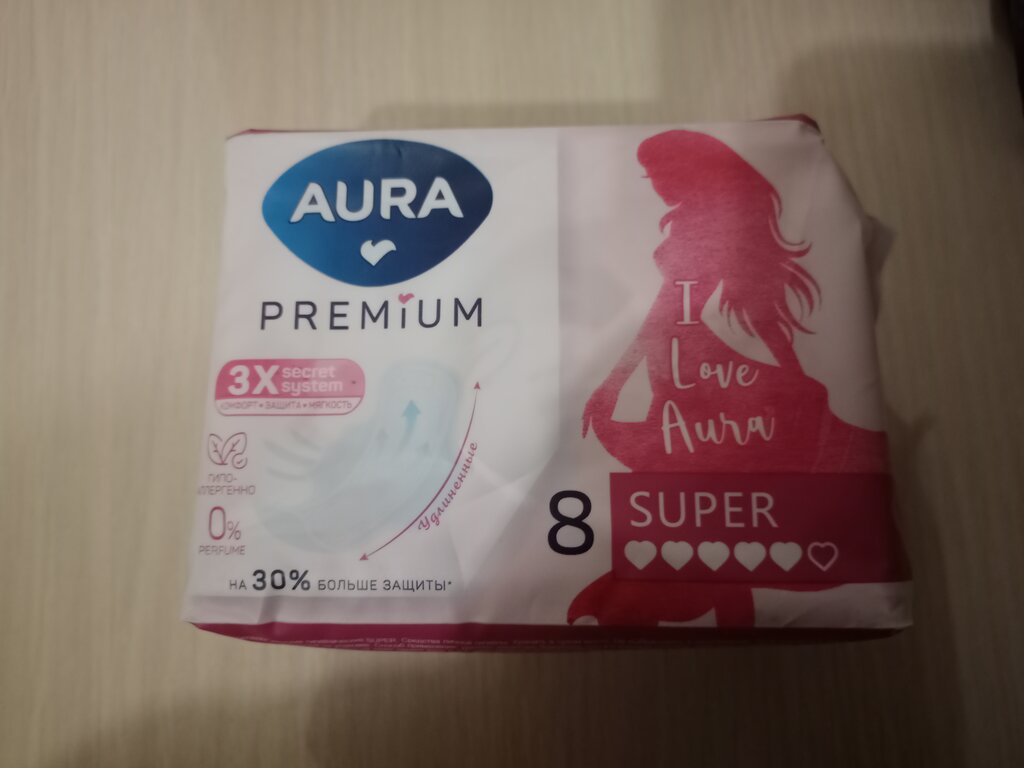 AURA
PREMIUM
3X secret
system
КОМФОРТ • ЗАЩИТА • МЯГКОСТЬ
ГИПО-
АЛЛЕРГЕННО
0%
PERFUME
Удлиненные
НА 30% БОЛЬШЕ ЗАЩИТЫ*
I
Love
Aura
8
SUPER